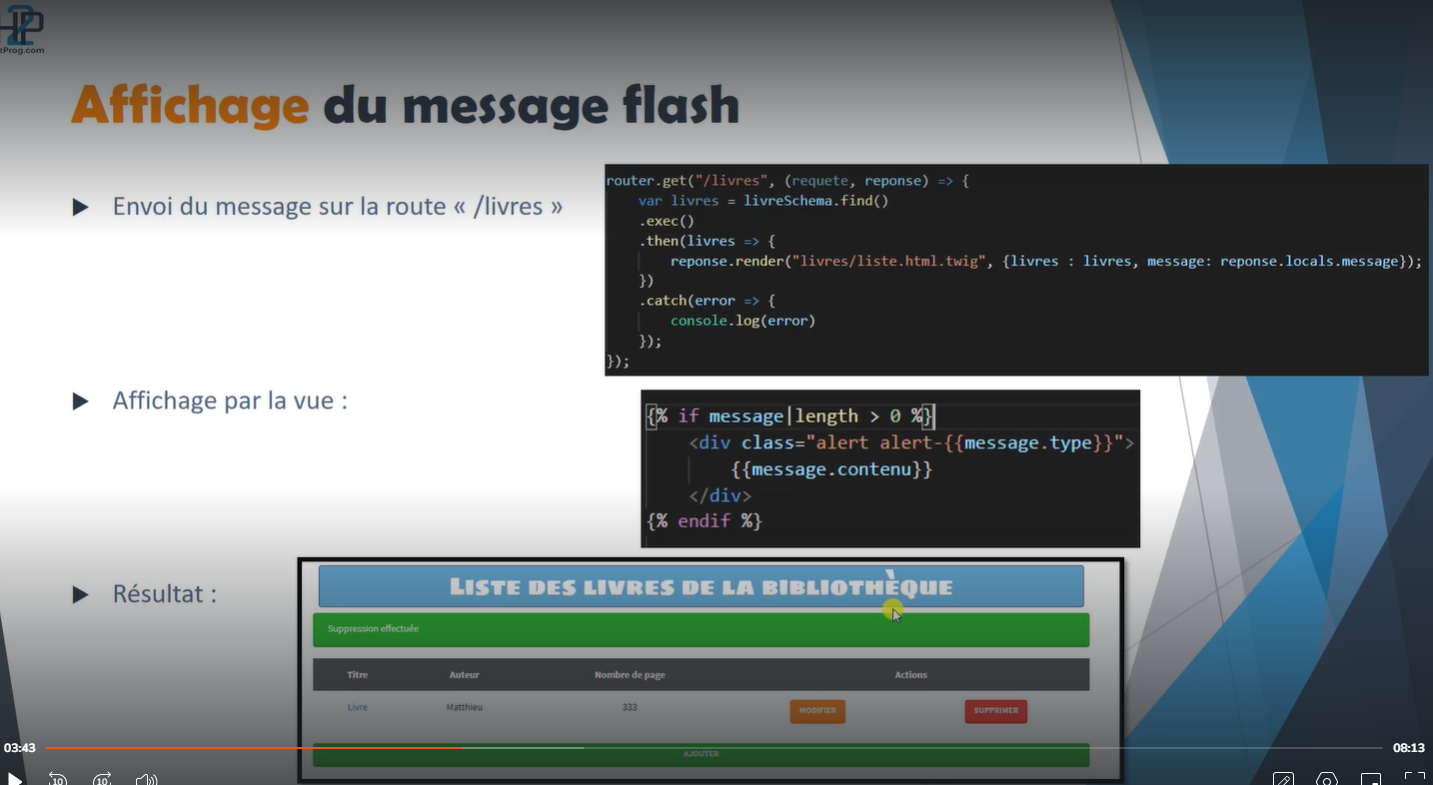 H2P
2Prog.com
Affichage du message flash
Envoi du message sur la route « /livres »
router.get("/livres", (requete, reponse) => {
    var livres = livreSchema.find()
    .exec()
    .then(livres => {
        reponse.render("livres/liste.html.twig", {livres : livres, message: reponse.locals.message});
    })
    .catch(error => {
        console.log(error)
    });
});
Affichage par la vue :
{% if message|length > 0 %}
    <div class="alert alert-{{message.type}}">
        {{message.contenu}}
    </div>
{% endif %}
Résultat :
LISTE DES LIVRES DE LA BIBLIOTHÈQUE
Suppression effectuée
Titre Auteur Nombre de page Actions
Livre Matthieu 333 MODIFIER SUPPRIMER
AJOUTER
03:43 08:13
10 10